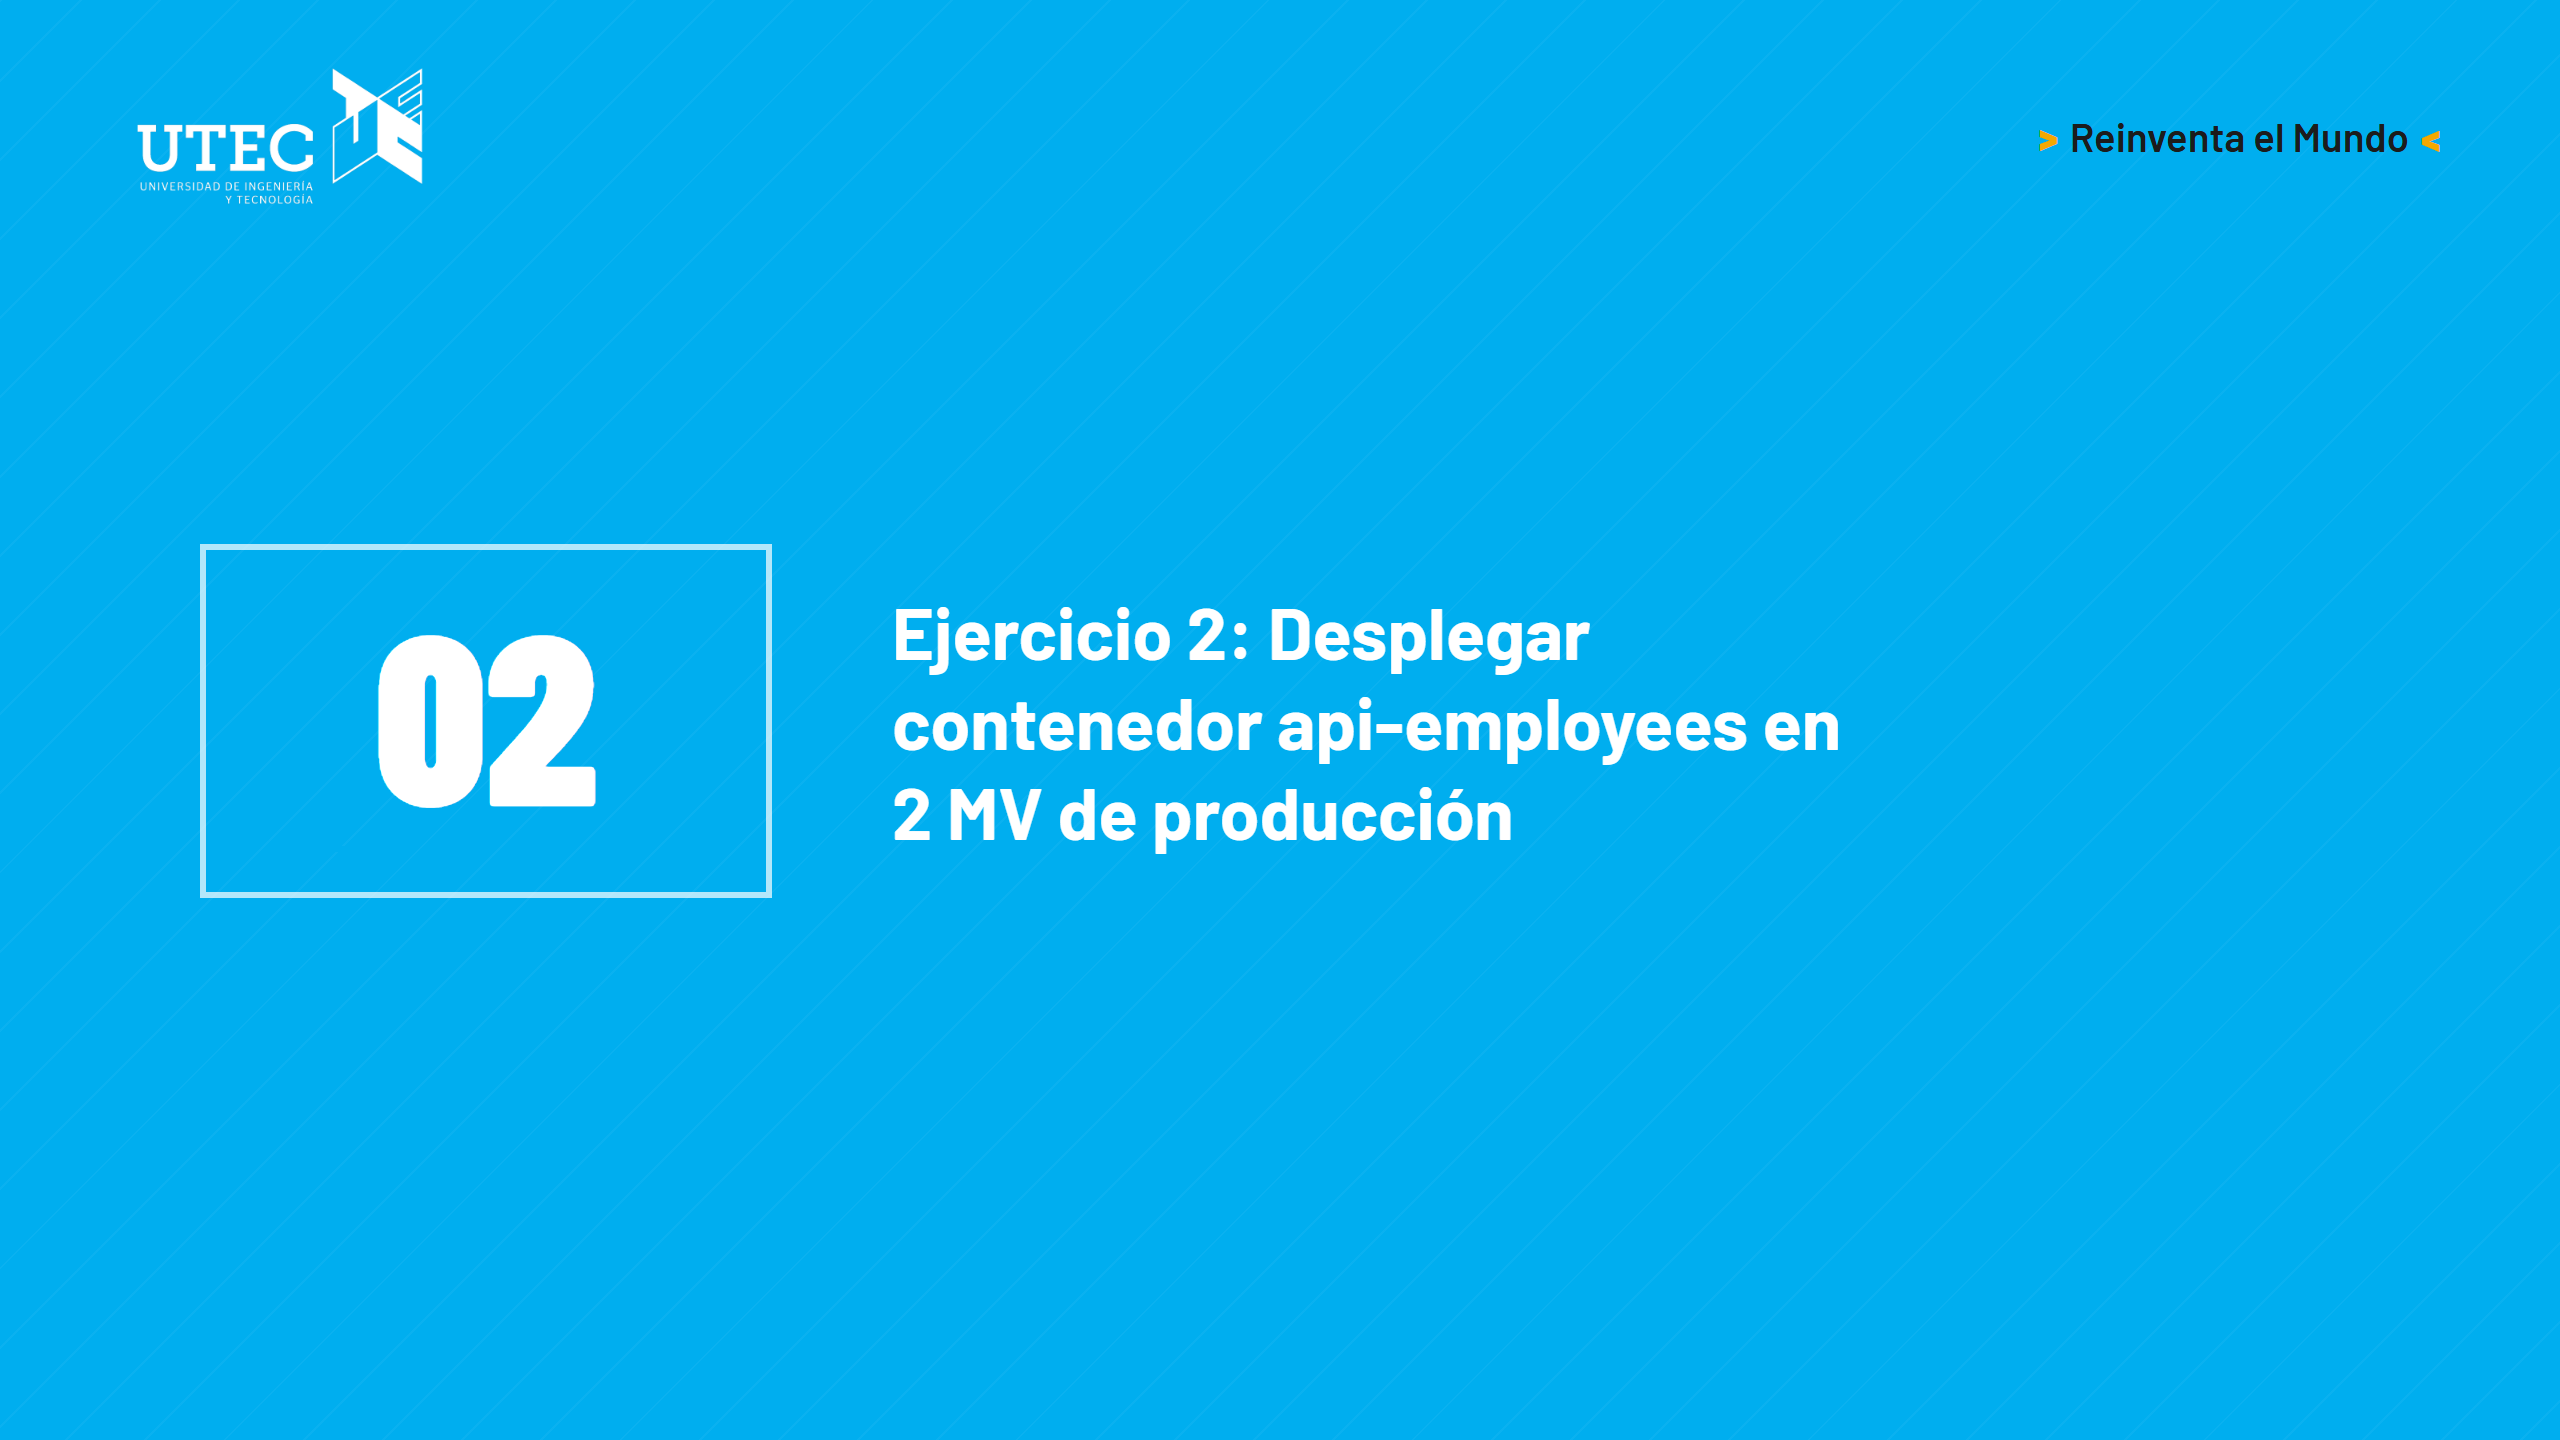 UTEC
UNIVERSIDAD DE INGENIERÍA
Y TECNOLOGÍA
> Reinventa el Mundo <
02
Ejercicio 2: Desplegar
contenedor api-employees en
2 MV de producción